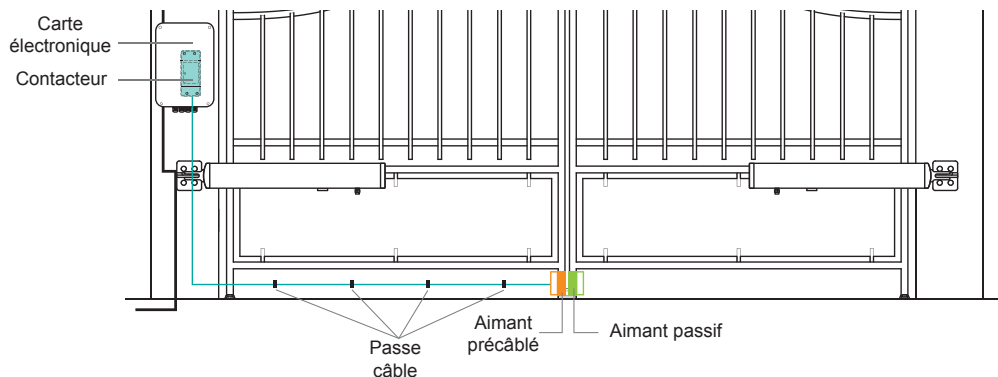 Carte
électronique
Contacteur
Passe
câble
Aimant
précâblé
Aimant passif